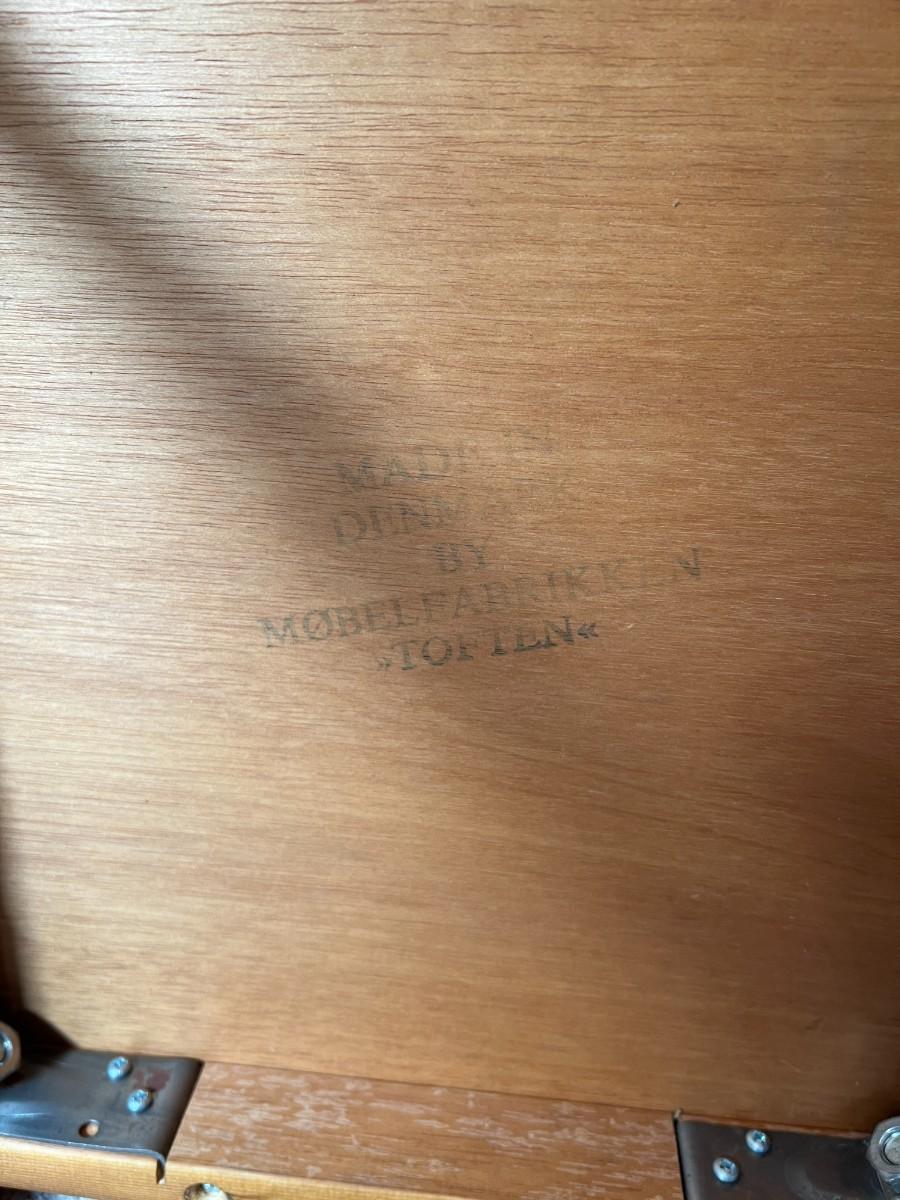 MADE IN
DENMARK
BY
MØBELFABRIKKEN
»TOFTEN«